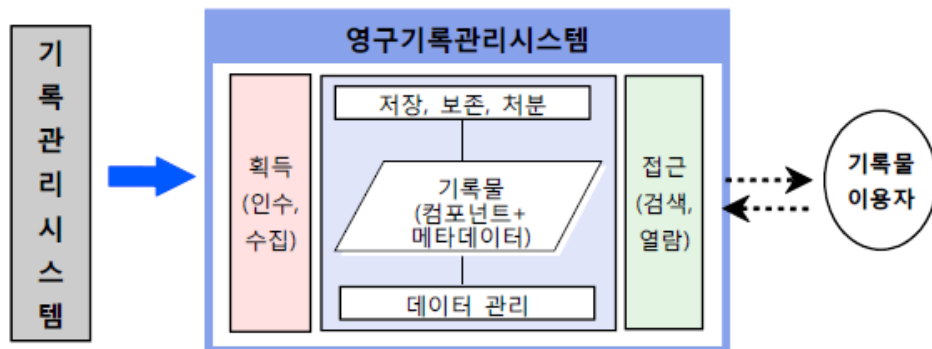 기록관리시스템
영구기록관리시스템
획득
(인수,
수집)
저장, 보존, 처분
기록물
(컴포넌트+
메타데이터)
데이터 관리
접근
(검색,
열람)
기록물
이용자